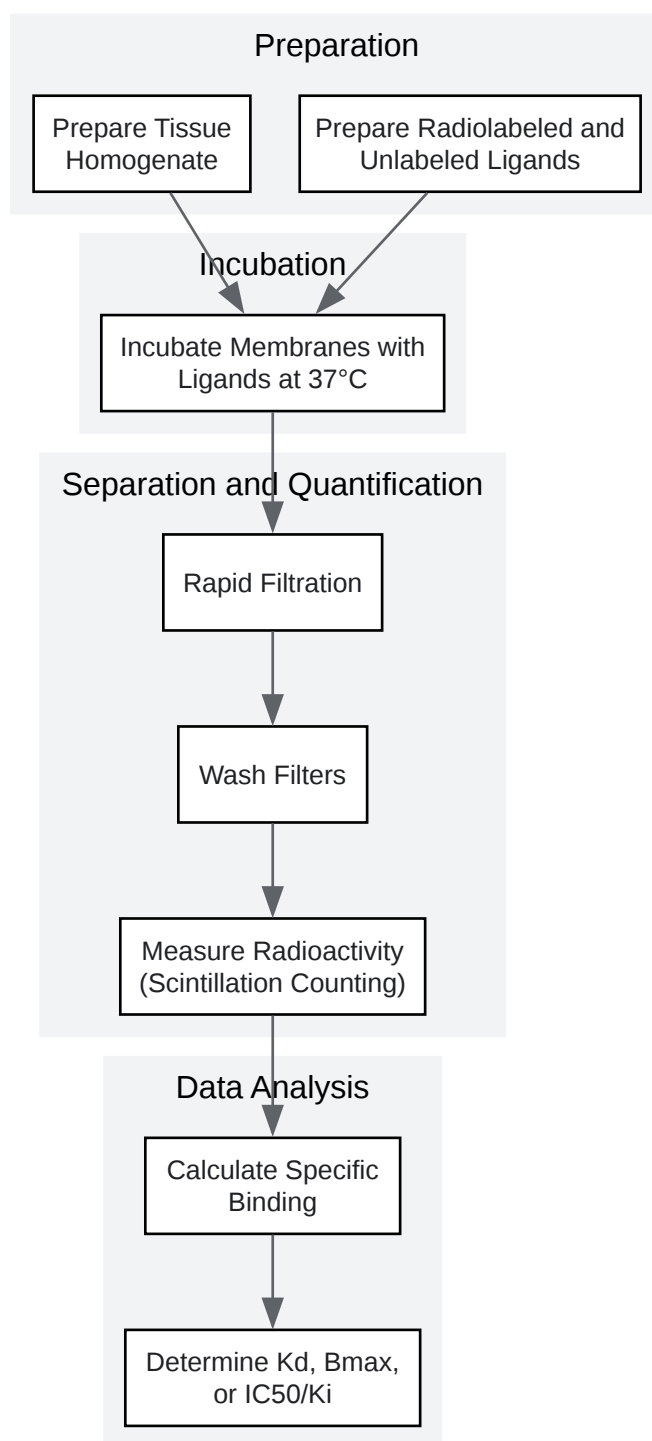 Preparation
Prepare Tissue
Homogenate
Prepare Radiolabeled and
Unlabeled Ligands
Incubation
Incubate Membranes with
Ligands at 37°C
Separation and Quantification
Rapid Filtration
Wash Filters
Measure Radioactivity
(Scintillation Counting)
Data Analysis
Calculate Specific
Binding
Determine Kd, Bmax,
or IC50/Ki